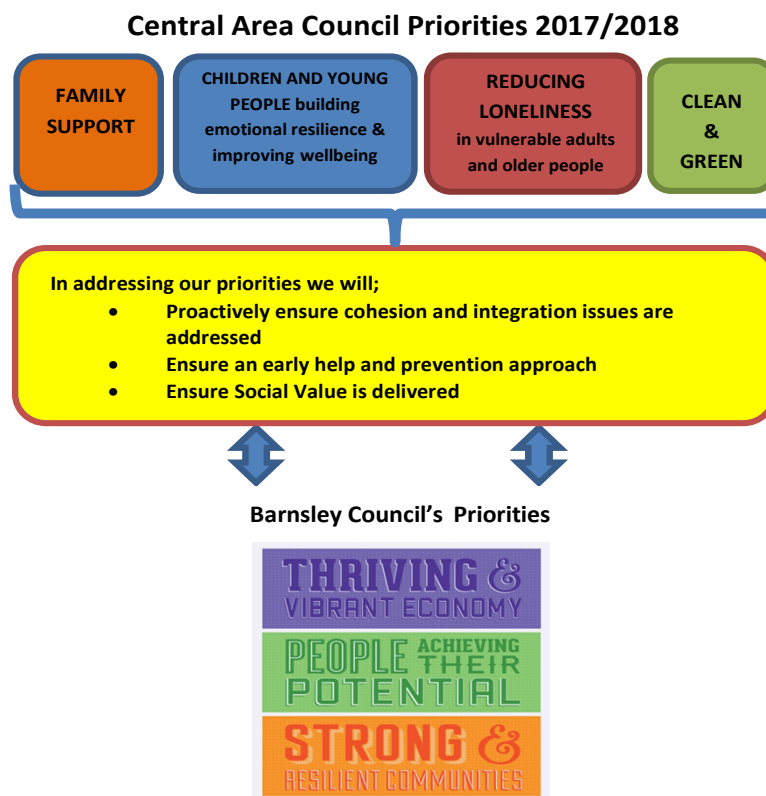 Central Area Council Priorities 2017/2018
FAMILY
SUPPORT
CHILDREN AND YOUNG
PEOPLE building
emotional resilience &
improving wellbeing
REDUCING
LONELINESS
in vulnerable adults
and older people
CLEAN
&
GREEN
In addressing our priorities we will;
• Proactively ensure cohesion and integration issues are
addressed
• Ensure an early help and prevention approach
• Ensure Social Value is delivered
Barnsley Council’s Priorities
THRIVING &
VIBRANT ECONOMY
PEOPLE ACHIEVING THEIR
POTENTIAL
STRONG &
RESILIENT COMMUNITIES